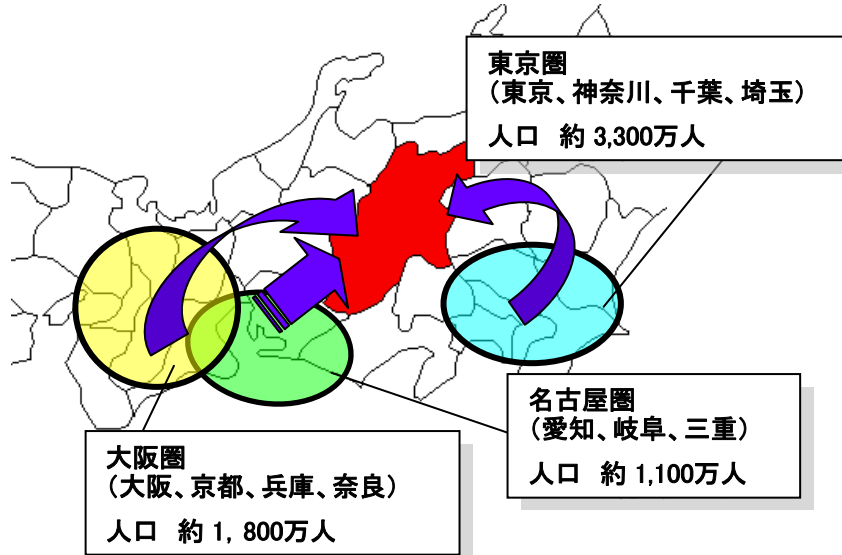 東京圏
（東京、神奈川、千葉、埼玉）
人口 約 3,300万人
名古屋圏
（愛知、岐阜、三重）
人口 約 1,100万人
大阪圏
（大阪、京都、兵庫、奈良）
人口 約 1，800万人